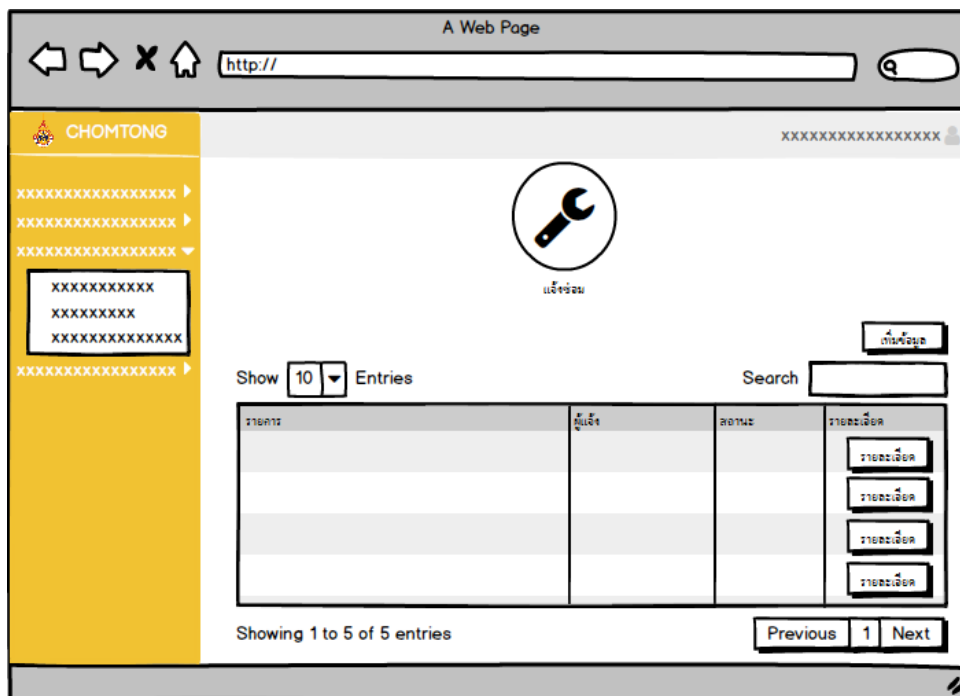 A Web Page
http://
CHOMTONG
xxxxxxxxxxxxxxxxx
xxxxxxxxxxxxxxxxx
xxxxxxxxxxxxxxxxx
xxxxxxxxxxxxxxxxx
xxxxxxxxxxx
xxxxxxxxx
xxxxxxxxxxxxxx
xxxxxxxxxxxxxxxxx
แจ้งซ่อม
เพิ่มข้อมูล
Show 10 Entries Search
รายการ ผู้แจ้ง สถานะ รายละเอียด
รายละเอียด
รายละเอียด
รายละเอียด
รายละเอียด
Showing 1 to 5 of 5 entries Previous 1 Next